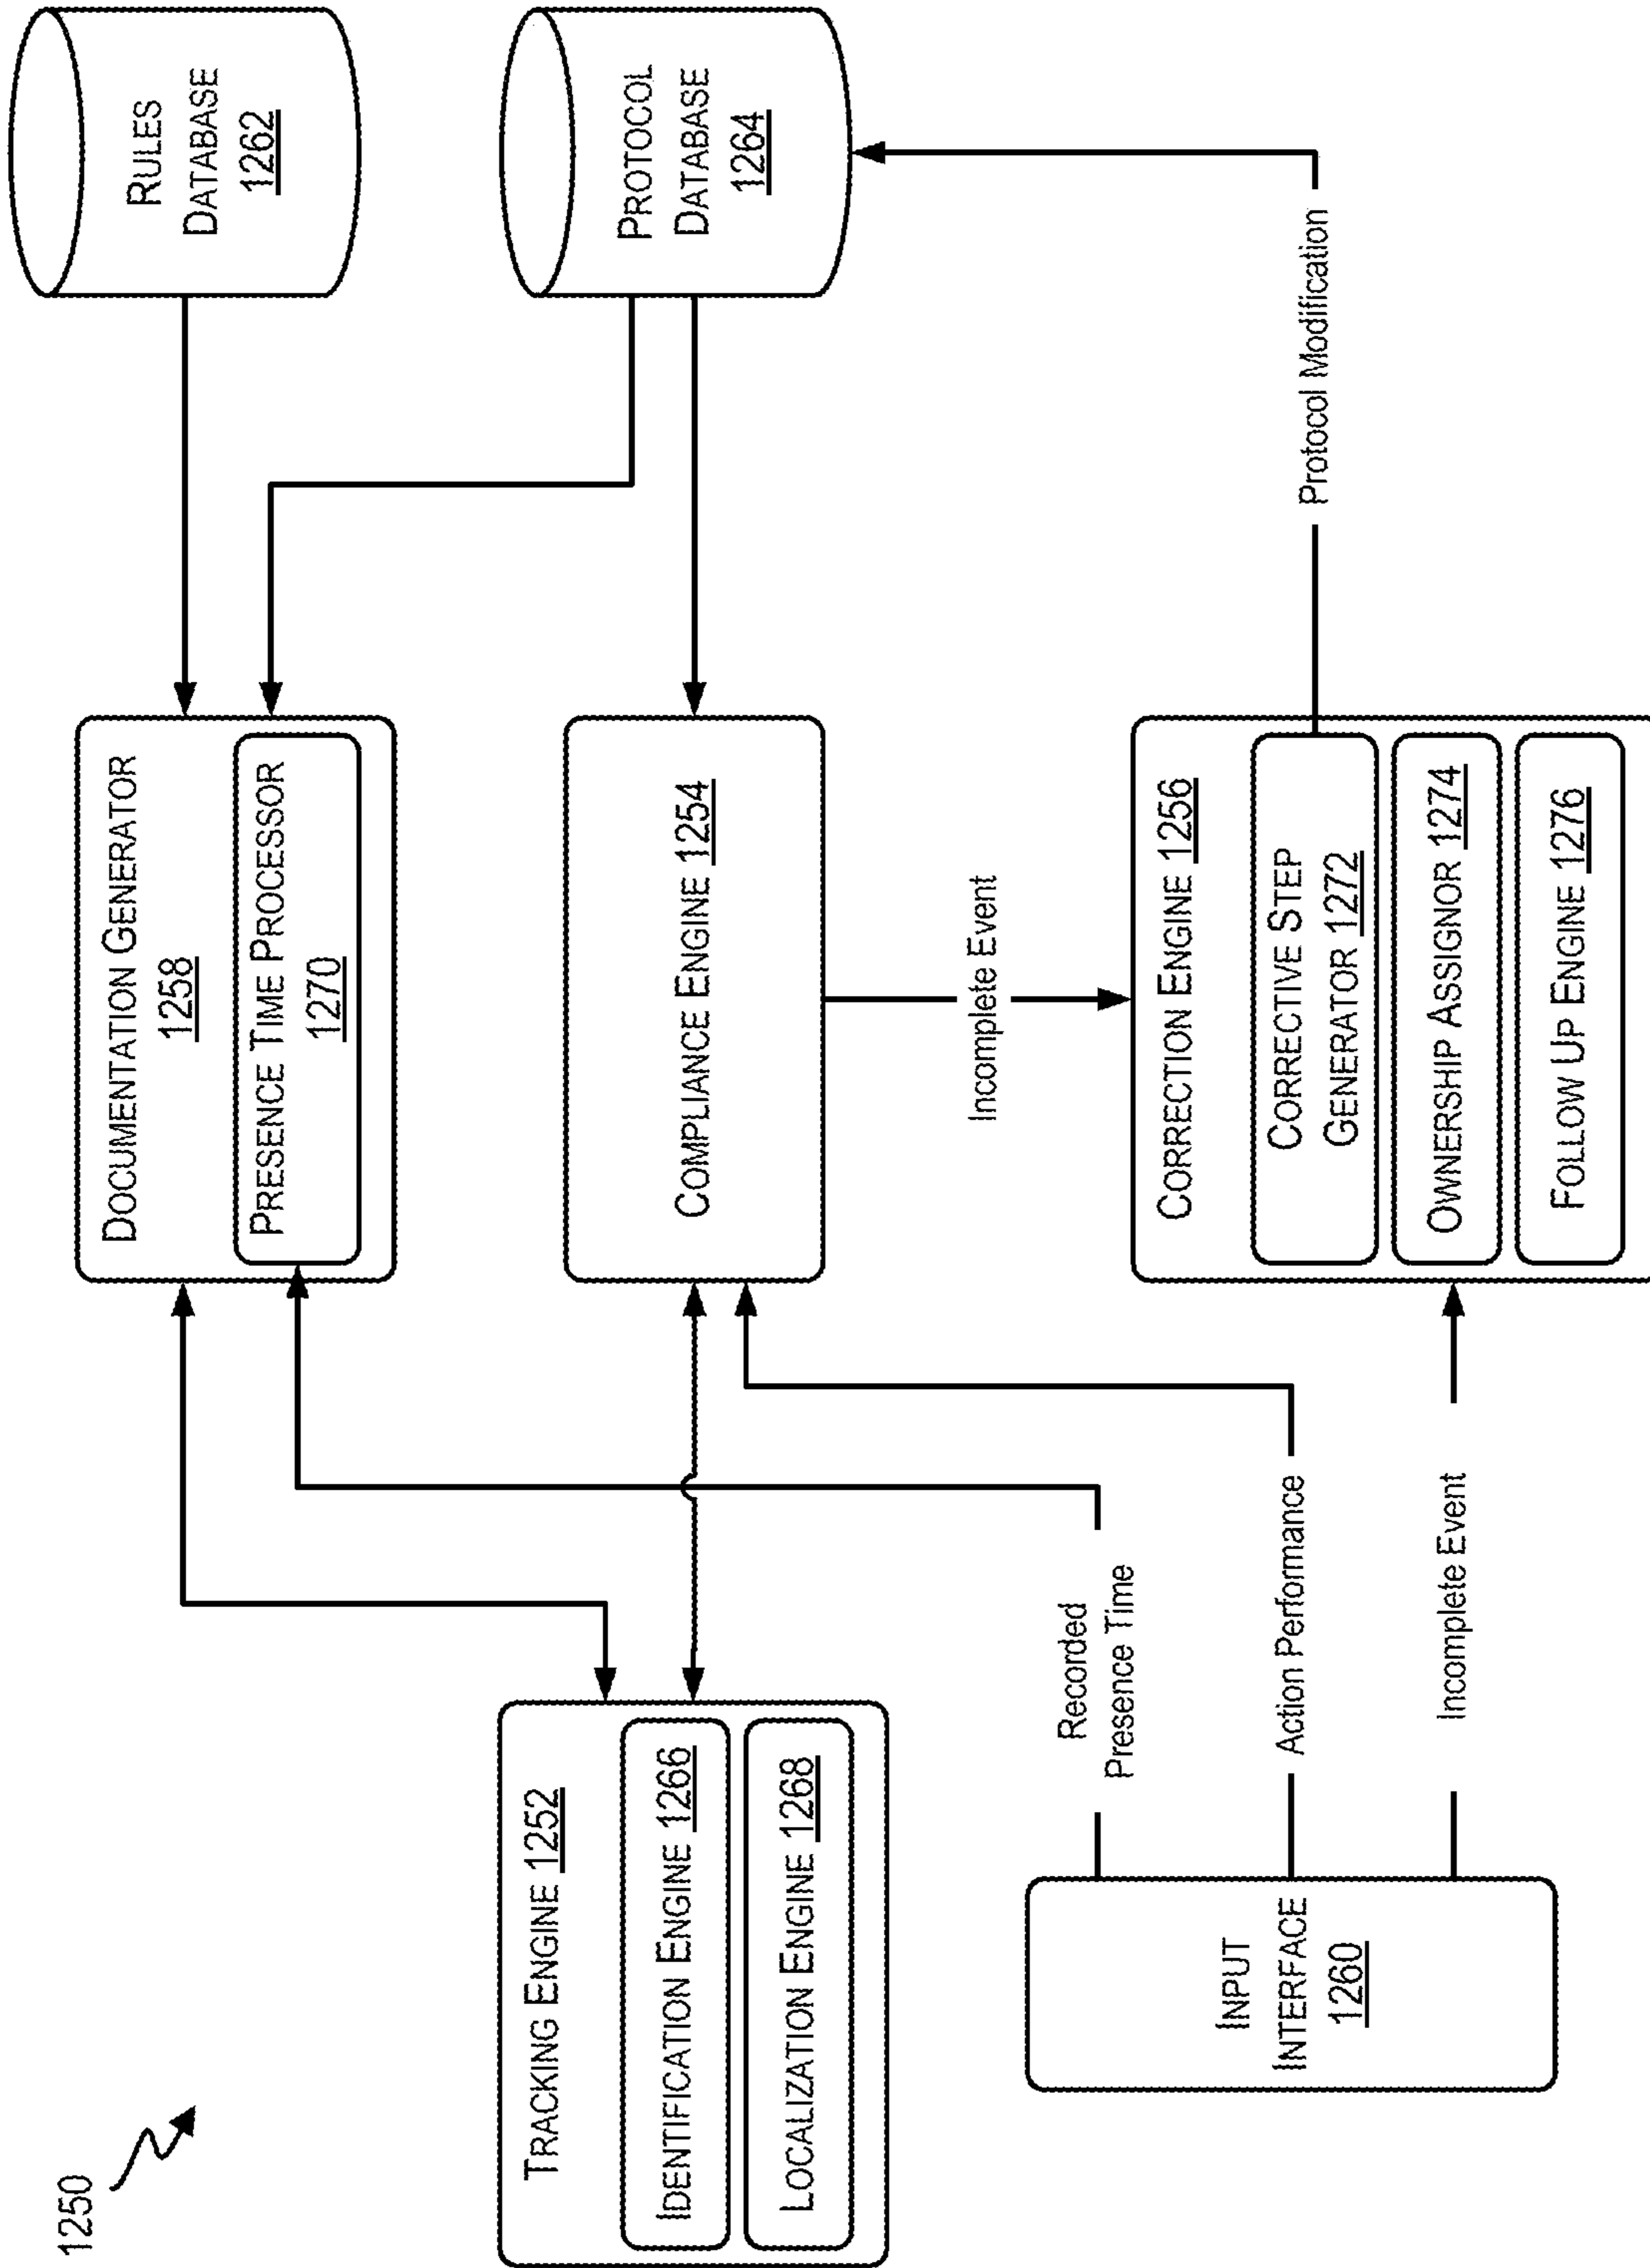 1250
TRACKING ENGINE 1252
IDENTIFICATION ENGINE 1266
LOCALIZATION ENGINE 1268
INPUT
INTERFACE
1260
Recorded
Presence Time
Action Performance
Incomplete Event
DOCUMENTATION GENERATOR
1258
PRESENCE TIME PROCESSOR
1270
COMPLIANCE ENGINE 1254
Incomplete Event
CORRECTION ENGINE 1256
CORRECTIVE STEP
GENERATOR 1272
OWNERSHIP ASSIGNOR 1274
FOLLOW UP ENGINE 1276
Protocol Modification
RULES
DATABASE
1262
PROTOCOL
DATABASE
1264